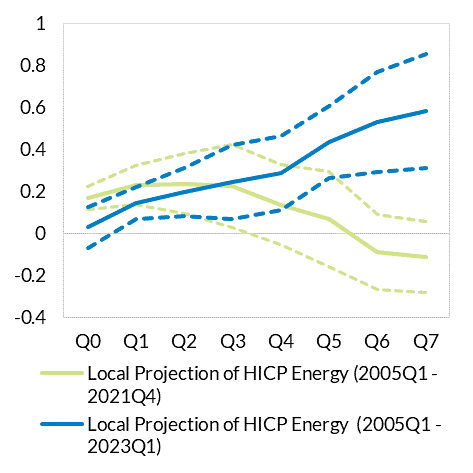 1
0.8
0.6
0.4
0.2
0
-0.2
-0.4
Q0 Q1 Q2 Q3 Q4 Q5 Q6 Q7
Local Projection of HICP Energy (2005Q1 -
2021Q4)
Local Projection of HICP Energy (2005Q1 -
2023Q1)